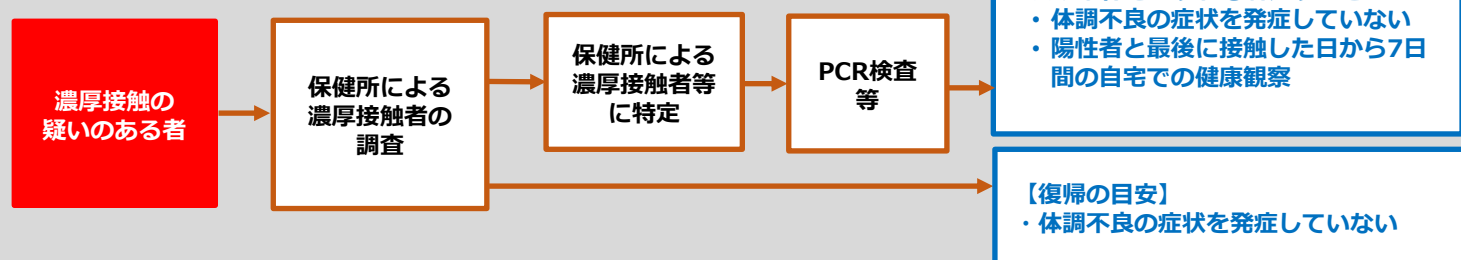 濃厚接触の
疑いのある者
保健所による
濃厚接触者の
調査
保健所による
濃厚接触者等
に特定
PCR検査
等
・体調不良の症状を発症していない
・陽性者と最後に接触した日から7日
間の自宅での健康観察
【復帰の目安】
・体調不良の症状を発症していない